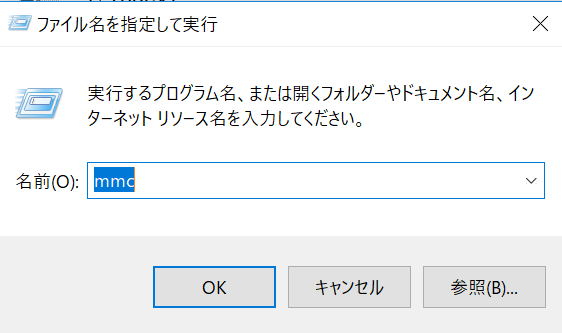 ファイル名を指定して実行
実行するプログラム名、または開くフォルダーやドキュメント名、イン
ターネット リソース名を入力してください。
名前(O):
mmc
OK
キャンセル
参照(B)...